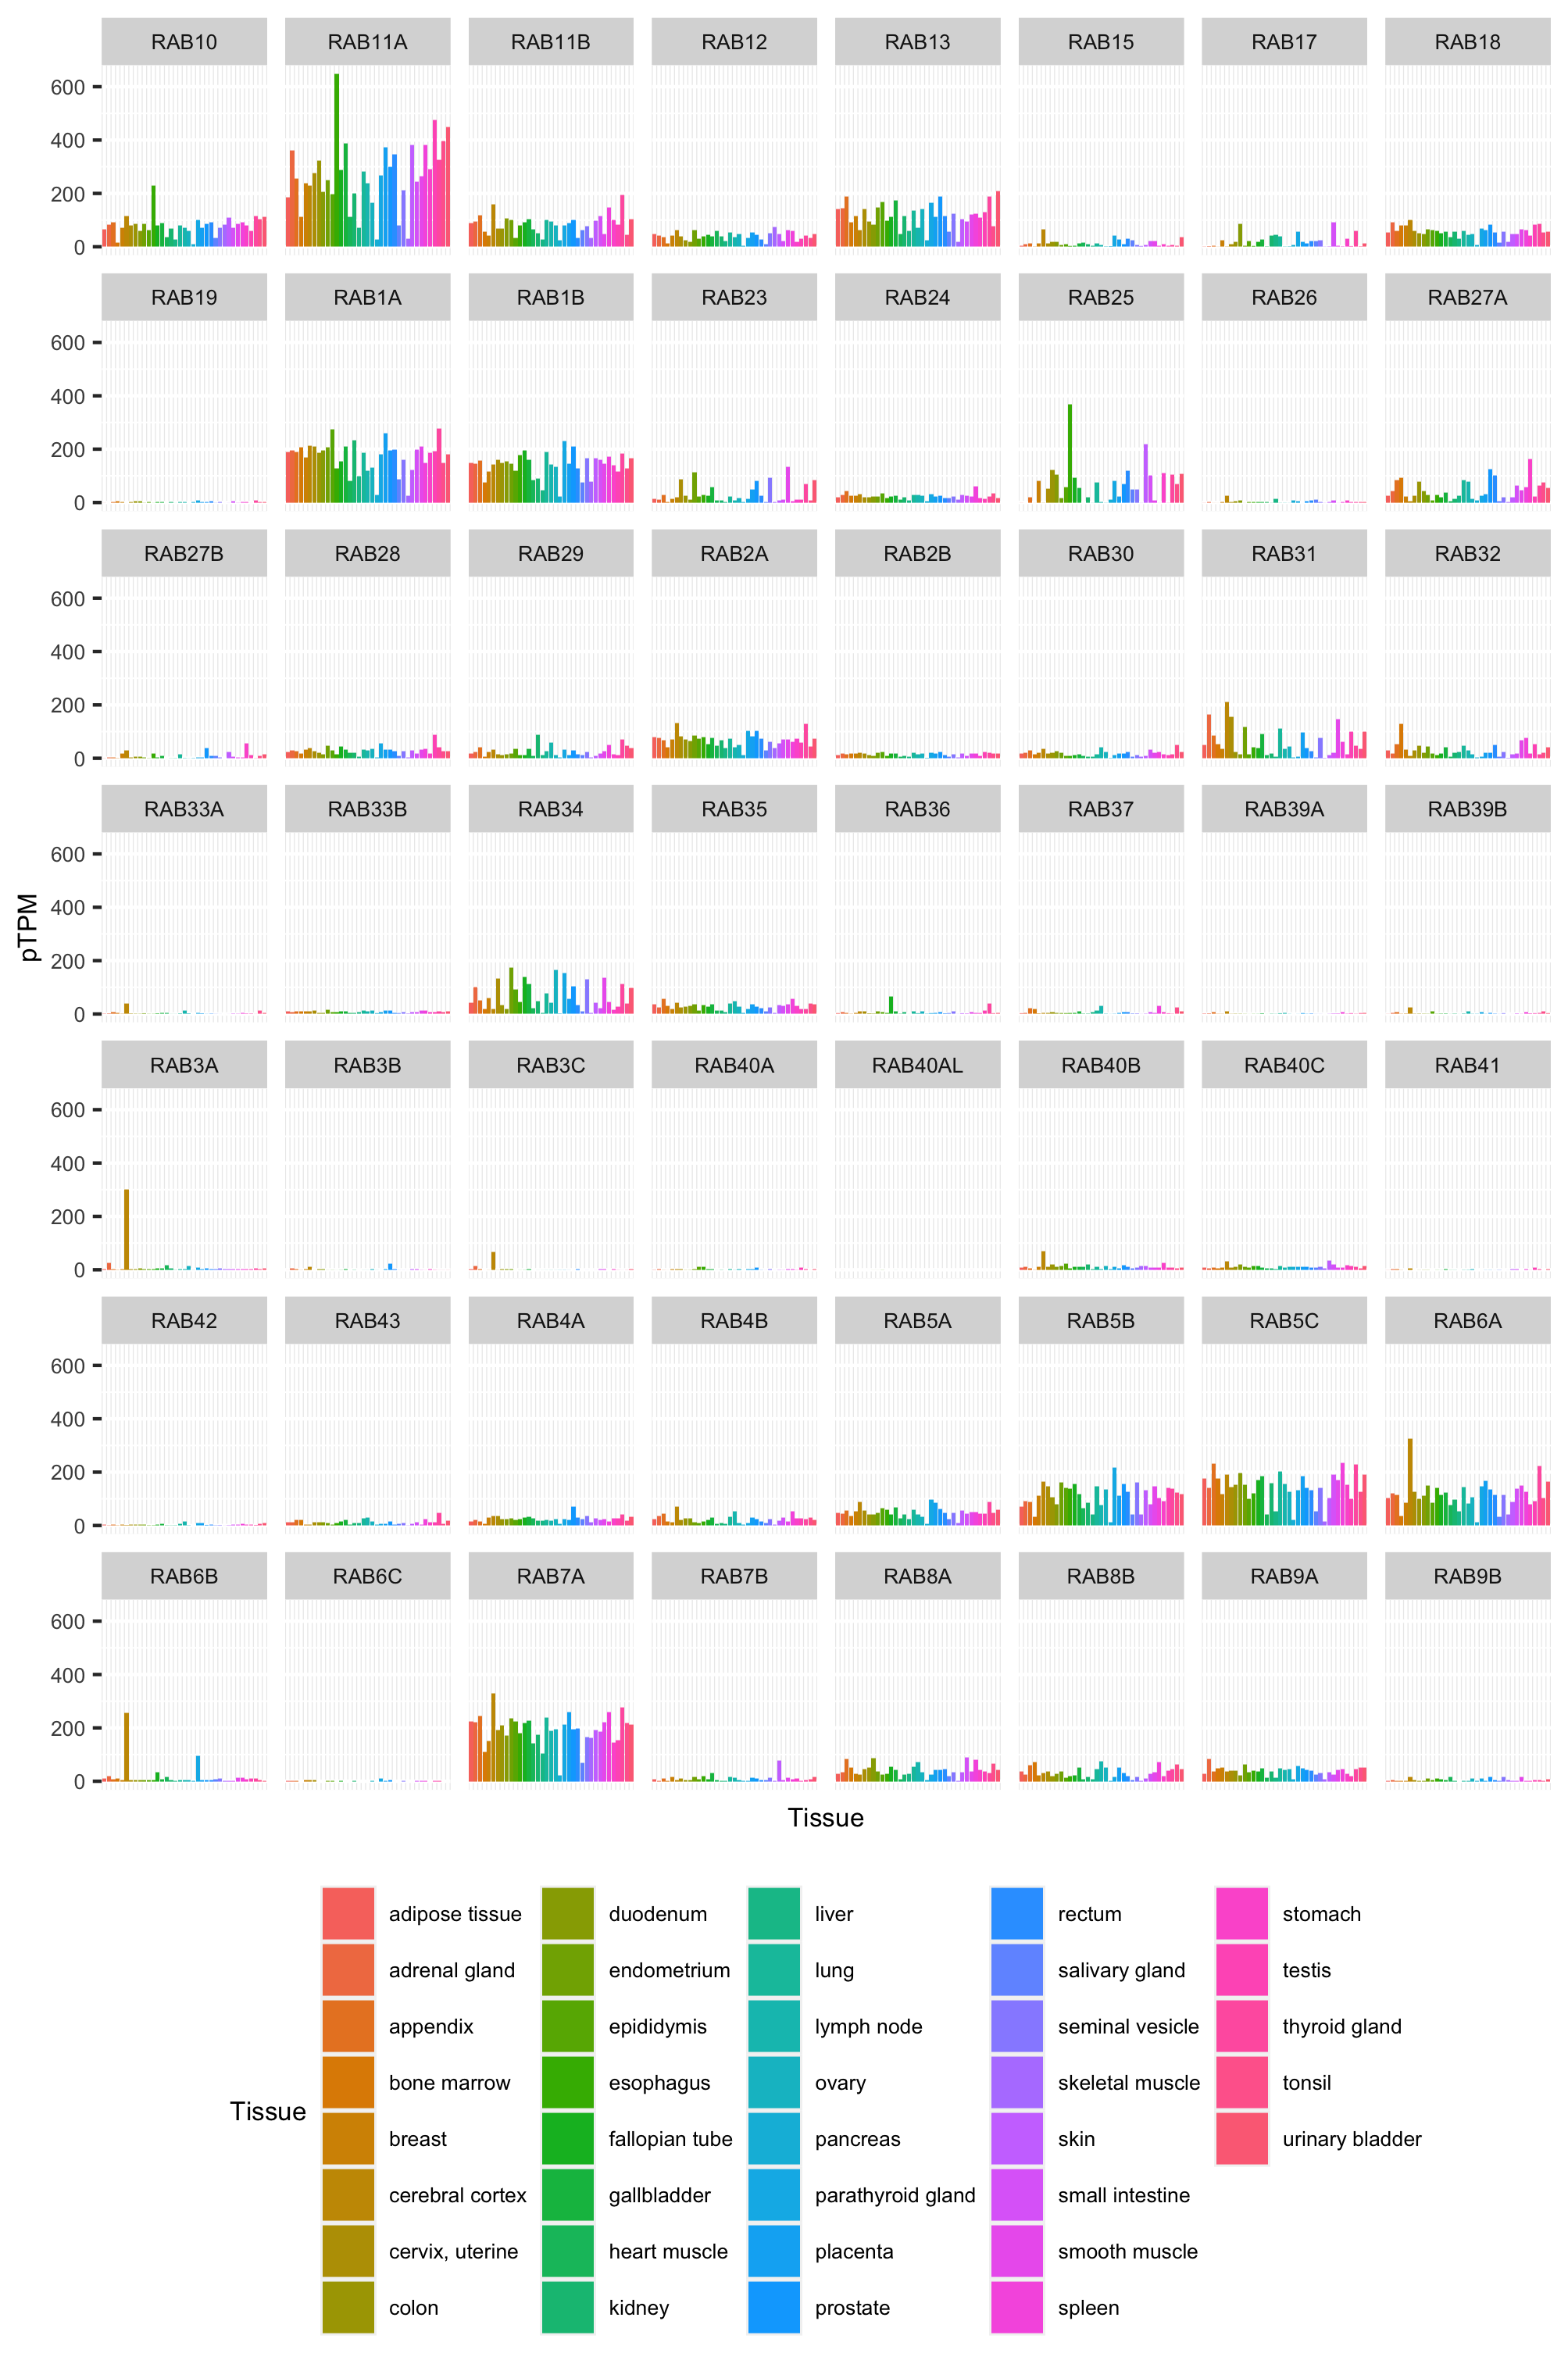 RAB10 RAB11A RAB11B RAB12 RAB13 RAB15 RAB17 RAB18
600
400
200
0
RAB19 RAB1A RAB1B RAB23 RAB24 RAB25 RAB26 RAB27A
600
400
200
0
RAB27B RAB28 RAB29 RAB2A RAB2B RAB30 RAB31 RAB32
600
400
200
0
RAB33A RAB33B RAB34 RAB35 RAB36 RAB37 RAB39A RAB39B
600
400
200
0
pTPM
RAB3A RAB3B RAB3C RAB40A RAB40AL RAB40B RAB40C RAB41
600
400
200
0
RAB42 RAB43 RAB4A RAB4B RAB5A RAB5B RAB5C RAB6A
600
400
200
0
RAB6B RAB6C RAB7A RAB7B RAB8A RAB8B RAB9A RAB9B
600
400
200
0
Tissue
Tissue
adipose tissue
adrenal gland
appendix
bone marrow
breast
cerebral cortex
cervix, uterine
colon
duodenum
endometrium
epididymis
esophagus
fallopian tube
gallbladder
heart muscle
kidney
liver
lung
lymph node
ovary
pancreas
parathyroid gland
placenta
prostate
rectum
salivary gland
seminal vesicle
skeletal muscle
skin
small intestine
smooth muscle
spleen
stomach
testis
thyroid gland
tonsil
urinary bladder